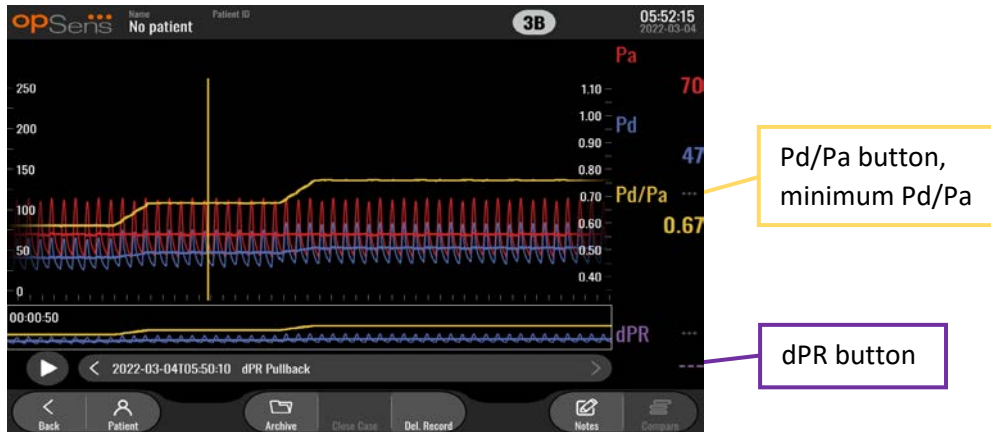 opSens
Name
No patient
Patient ID
3B
05:52:15
2022-03-04
Pa
70
Pd
47
Pd/Pa
---
0.67
250
200
150
100
50
0
1.10
1.00
0.90
0.80
0.70
0.60
0.50
0.40
00:00:50
dPR
---
---
2022-03-04T05:50:10 dPR Pullback
Back
Patient
Archive
Close Case
Del. Record
Notes
Compare
Pd/Pa button,
minimum Pd/Pa
dPR button